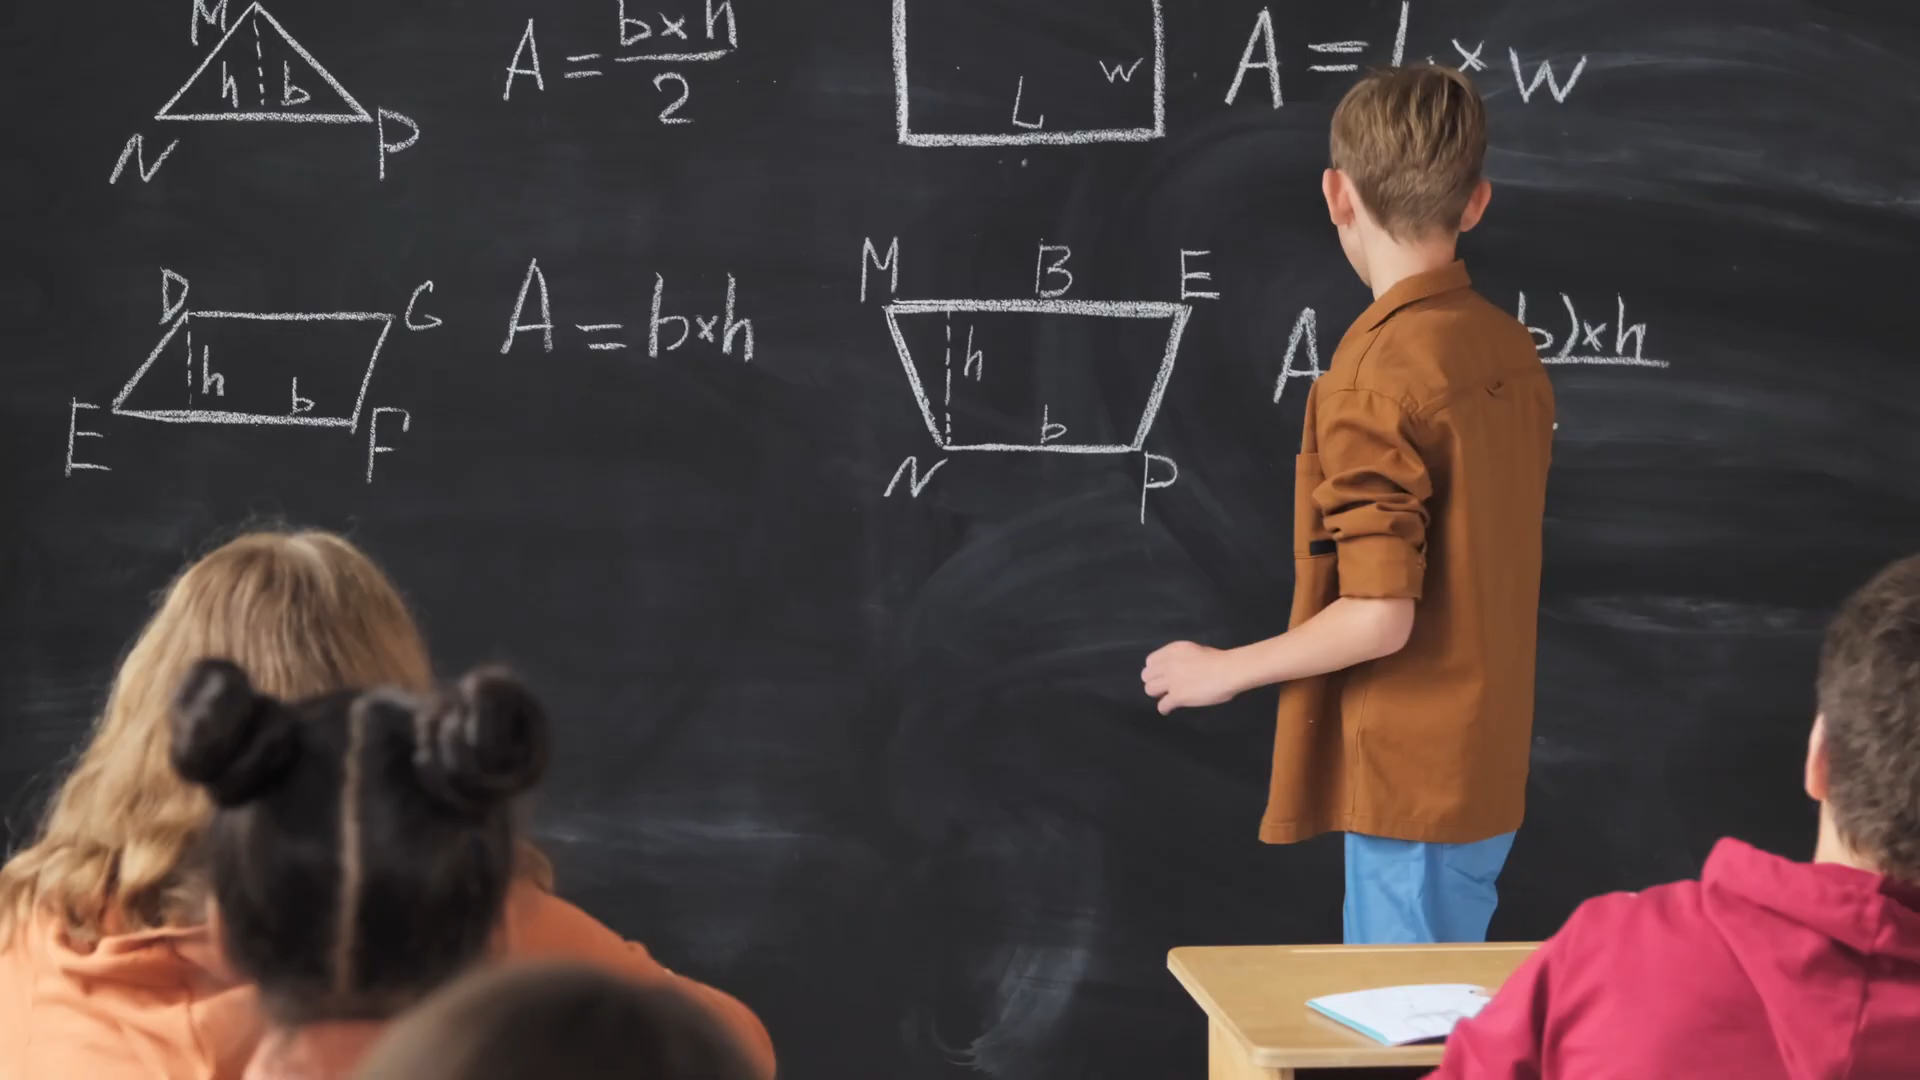 M
h b
N P
A = b×h
2
L w
A = L × w
D G
h b
E F
A = b×h
M B E
h
b
N P
A b)×h